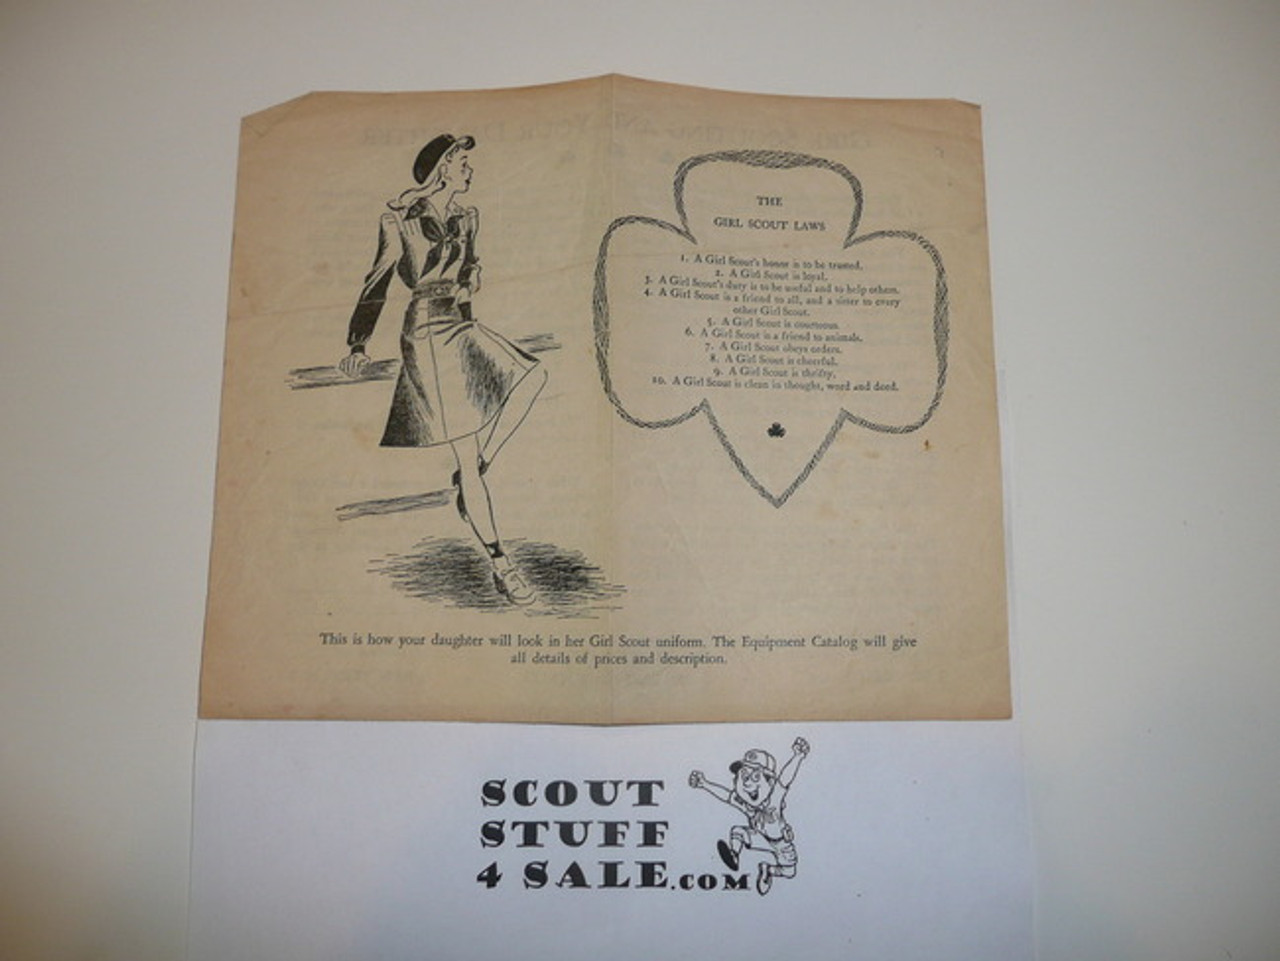 THE
GIRL SCOUT LAWS
1. A Girl Scout's honor is to be trusted.
2. A Girl Scout is loyal.
3. A Girl Scout's duty is to be useful and to help others.
4. A Girl Scout is a friend to all, and a sister to every
other Girl Scout.
5. A Girl Scout is courteous.
6. A Girl Scout is a friend to animals.
7. A Girl Scout obeys orders.
8. A Girl Scout is cheerful.
9. A Girl Scout is thrifty.
10. A Girl Scout is clean in thought, word and deed.
This is how your daughter will look in her Girl Scout uniform. The Equipment Catalog will give
all details of prices and description.
SCOUT
STUFF
4 SALE.COM